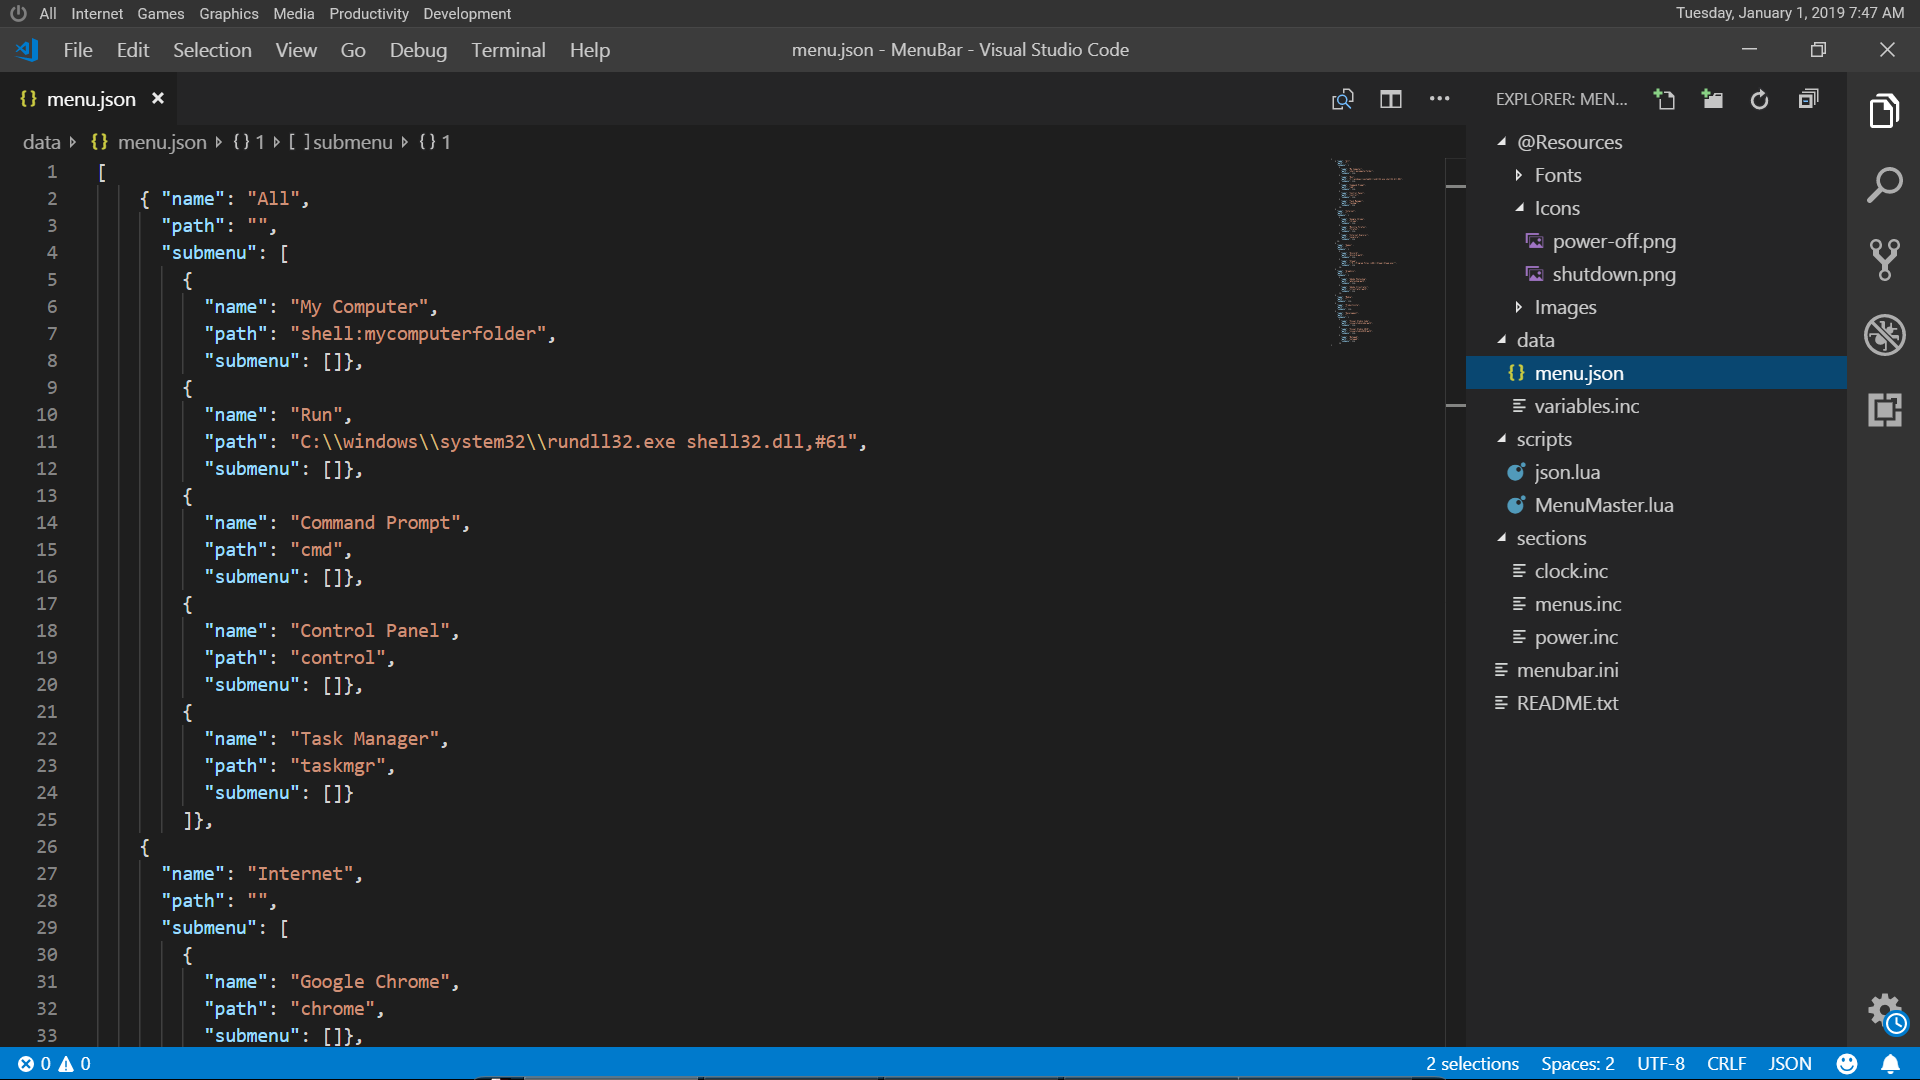 All Internet Games Graphics Media Productivity Development
Tuesday, January 1, 2019 7:47 AM
File Edit Selection View Go Debug Terminal Help
menu.json - MenuBar - Visual Studio Code
{} menu.json ×
data {} menu.json {} 1 [ ] submenu {} 1
1 [
2 { "name": "All",
3 "path": "",
4 "submenu": [
5 {
6 "name": "My Computer",
7 "path": "shell:mycomputerfolder",
8 "submenu": []},
9 {
10 "name": "Run",
11 "path": "C:\\windows\\system32\\rundll32.exe shell32.dll,#61",
12 "submenu": []},
13 {
14 "name": "Command Prompt",
15 "path": "cmd",
16 "submenu": []},
17 {
18 "name": "Control Panel",
19 "path": "control",
20 "submenu": []},
21 {
22 "name": "Task Manager",
23 "path": "taskmgr",
24 "submenu": []}
25 ]},
26 {
27 "name": "Internet",
28 "path": "",
29 "submenu": [
30 {
31 "name": "Google Chrome",
32 "path": "chrome",
33 "submenu": []},
EXPLORER: MEN...
@Resources
Fonts
Icons
power-off.png
shutdown.png
Images
data
{} menu.json
variables.inc
scripts
json.lua
MenuMaster.lua
sections
clock.inc
menus.inc
power.inc
menubar.ini
README.txt
0 0
2 selections Spaces: 2 UTF-8 CRLF JSON